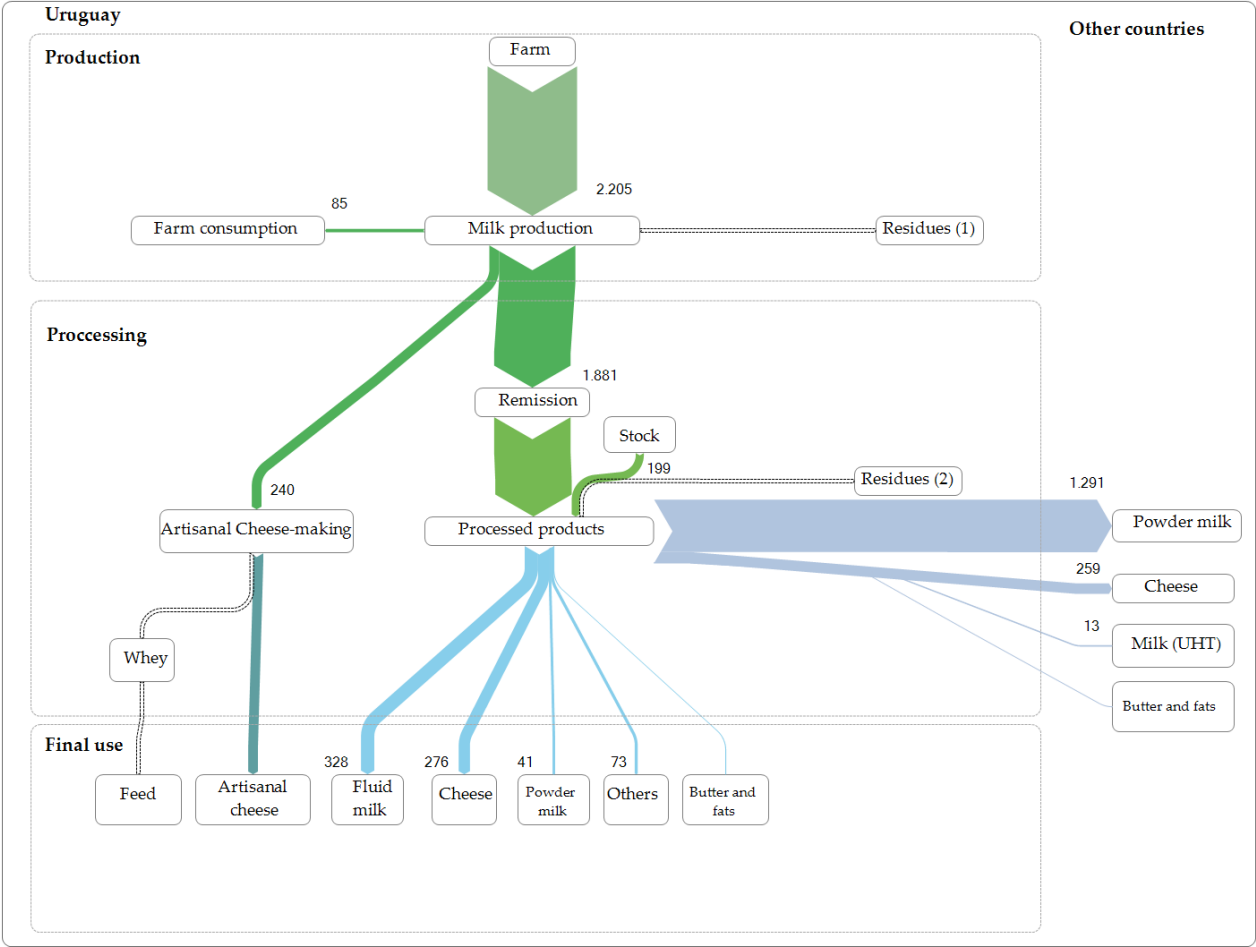 Uruguay
Other countries
Production
Farm
2.205
85
Farm consumption
Milk production
Residues (1)
Proccessing
1.881
Remission
Stock
199
Residues (2)
240
1.291
Artisanal Cheese-making
Processed products
Powder milk
259
Cheese
13
Milk (UHT)
Whey
Butter and fats
Final use
328
276
41
73
Feed
Artisanal
cheese
Fluid
milk
Cheese
Powder
milk
Others
Butter and
fats